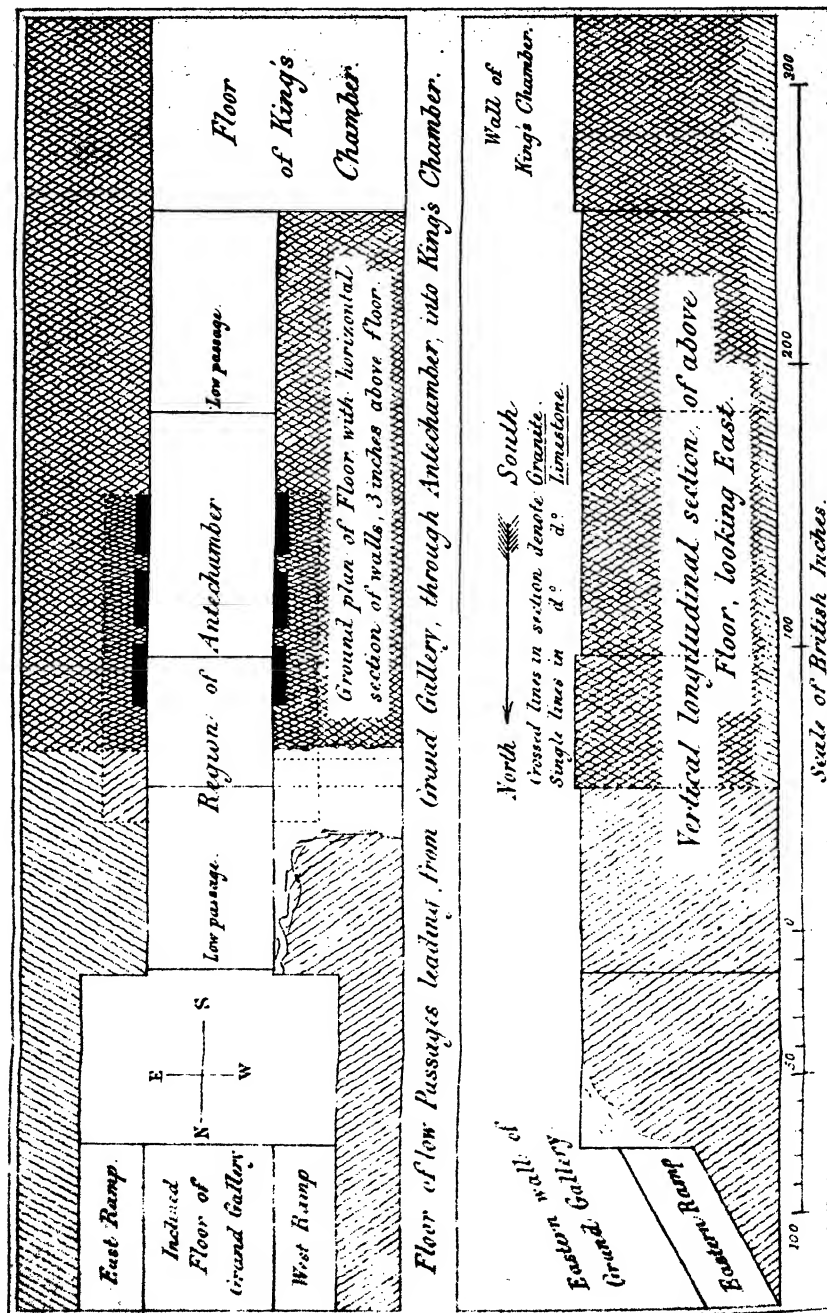 East Ramp.
Inclined
Floor of
Grand Gallery
West Ramp
E
N
S
W
Low passage.
Region of Antechamber
Low passage.
Floor
of King's
Chamber.
Ground plan of Floor with horizontal
section of walls, 3 inches above floor.
Floor of low Passages leading from Grand Gallery, through Antechamber, into King's Chamber.
Eastern wall of
Grand Gallery.
Eastern Ramp
North
South
Crossed lines in section denote Granite.
Single lines in dº dº Limestone.
Wall of
King's Chamber.
Vertical longitudinal section, of above
Floor, looking East.
100
50
0
100
200
300
Scale of British Inches.